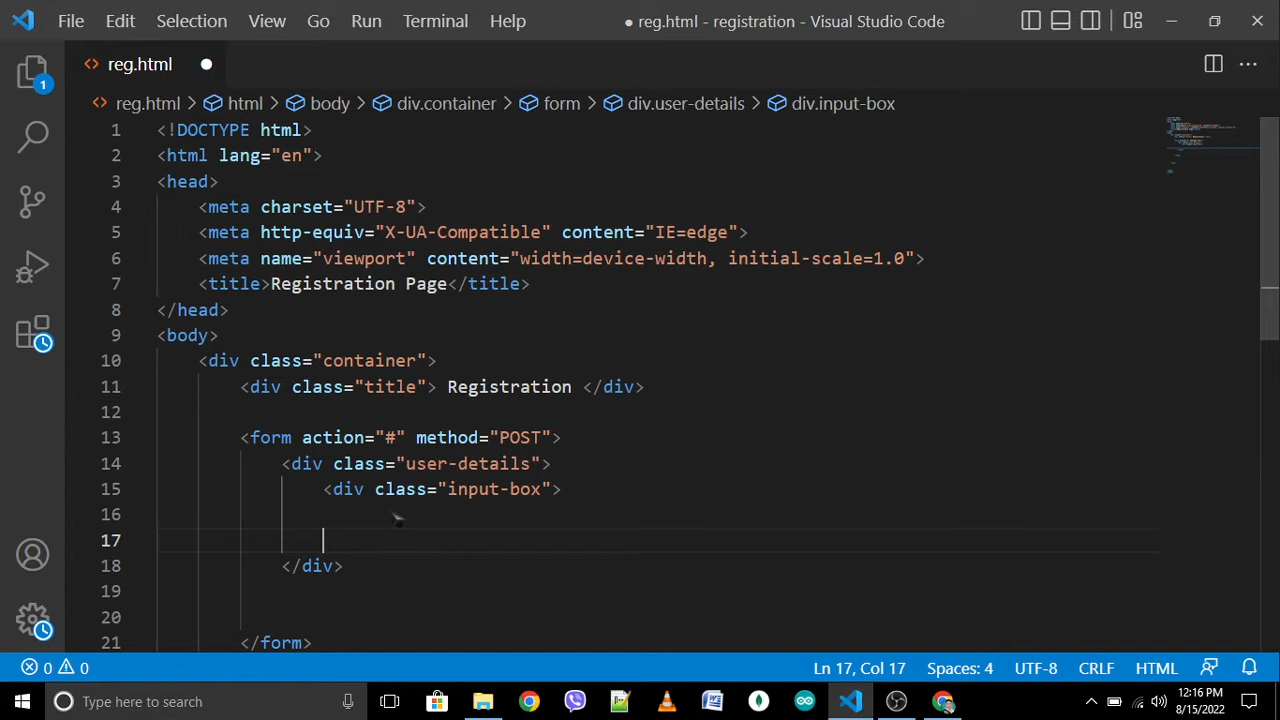 File Edit Selection View Go Run Terminal Help ● reg.html - registration - Visual Studio Code
<> reg.html ●
1
<> reg.html > html > body > div.container > form > div.user-details > div.input-box
1 <!DOCTYPE html>
2 <html lang="en">
3 <head>
4 <meta charset="UTF-8">
5 <meta http-equiv="X-UA-Compatible" content="IE=edge">
6 <meta name="viewport" content="width=device-width, initial-scale=1.0">
7 <title>Registration Page</title>
8 </head>
9 <body>
10 <div class="container">
11 <div class="title"> Registration </div>
12
13 <form action="#" method="POST">
14 <div class="user-details">
15 <div class="input-box">
16
17
18 </div>
19
20
21 </form>
0 0 Ln 17, Col 17 Spaces: 4 UTF-8 CRLF HTML
Type here to search 12:16 PM
8/15/2022